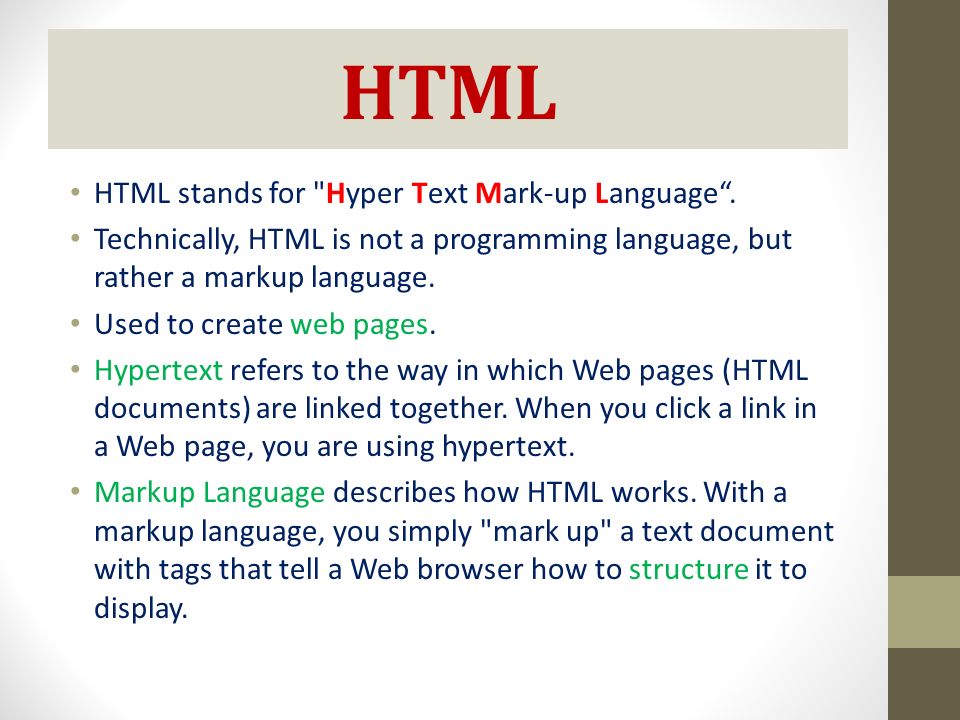 HTML
• HTML stands for "Hyper Text Mark-up Language“.
• Technically, HTML is not a programming language, but
rather a markup language.
• Used to create web pages.
• Hypertext refers to the way in which Web pages (HTML
documents) are linked together. When you click a link in
a Web page, you are using hypertext.
• Markup Language describes how HTML works. With a
markup language, you simply "mark up" a text document
with tags that tell a Web browser how to structure it to
display.